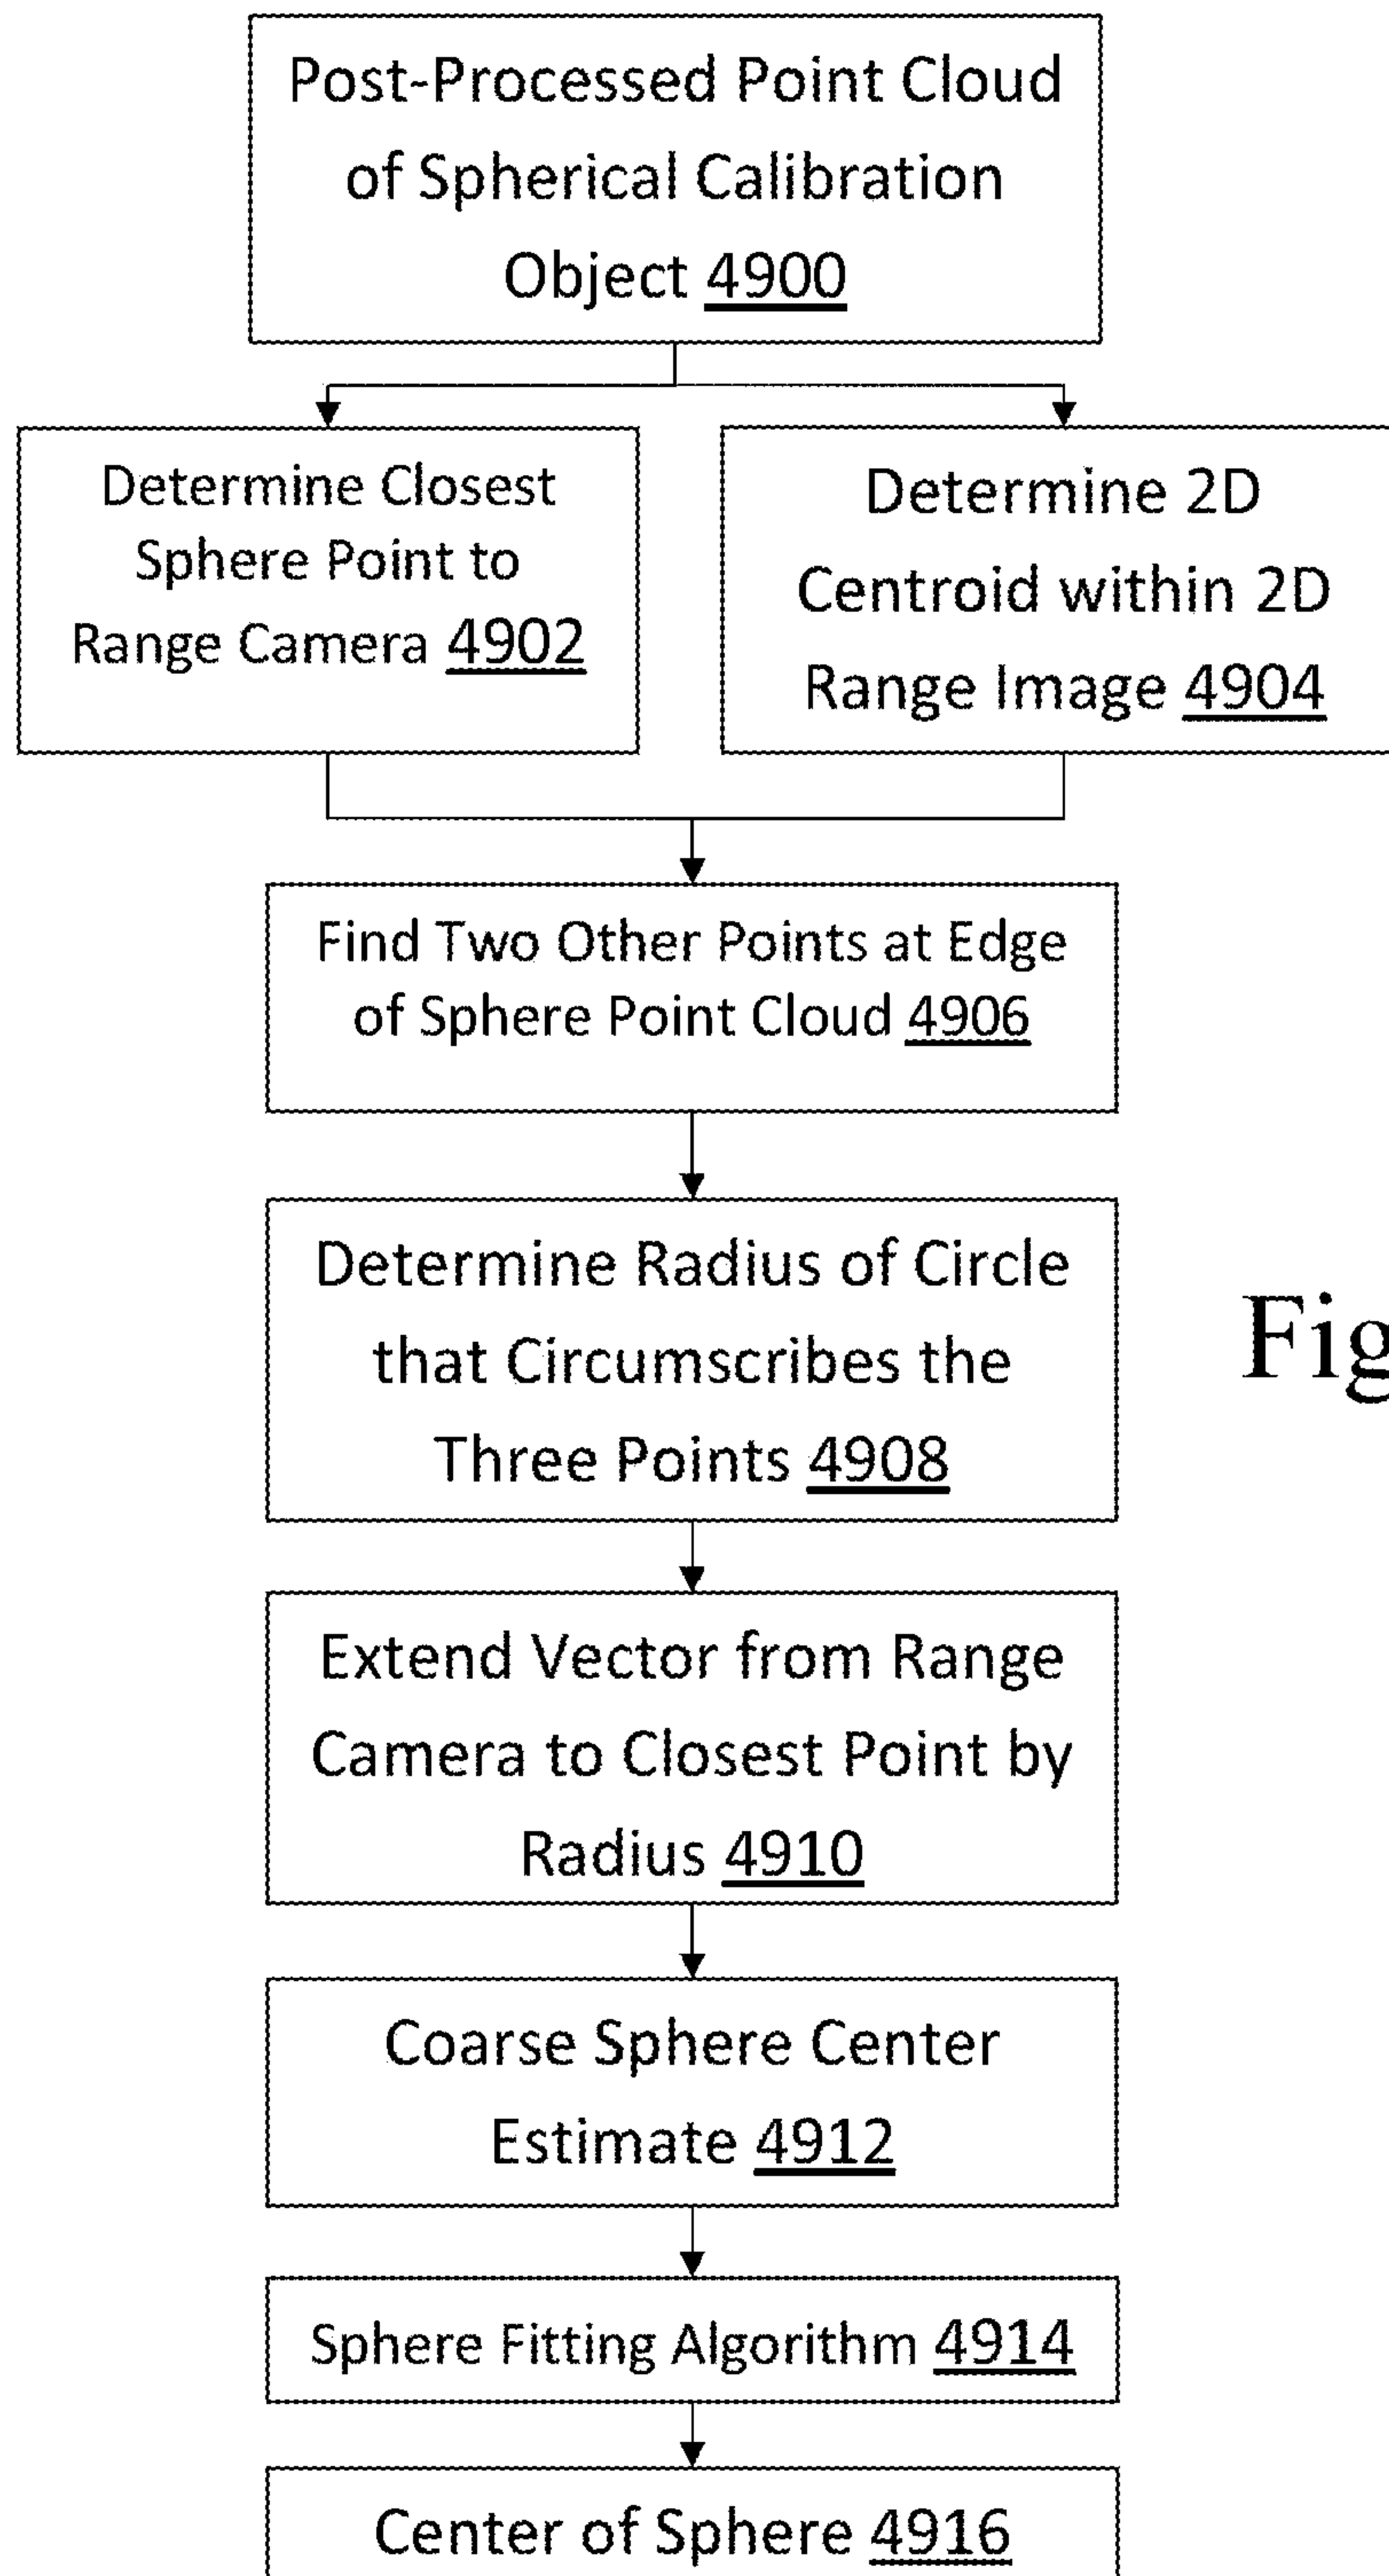 Post-Processed Point Cloud
of Spherical Calibration
Object 4900
Determine Closest
Sphere Point to
Range Camera 4902
Determine 2D
Centroid within 2D
Range Image 4904
Find Two Other Points at Edge
of Sphere Point Cloud 4906
Determine Radius of Circle
that Circumscribes the
Three Points 4908
Fig
Extend Vector from Range
Camera to Closest Point by
Radius 4910
Coarse Sphere Center
Estimate 4912
Sphere Fitting Algorithm 4914
Center of Sphere 4916